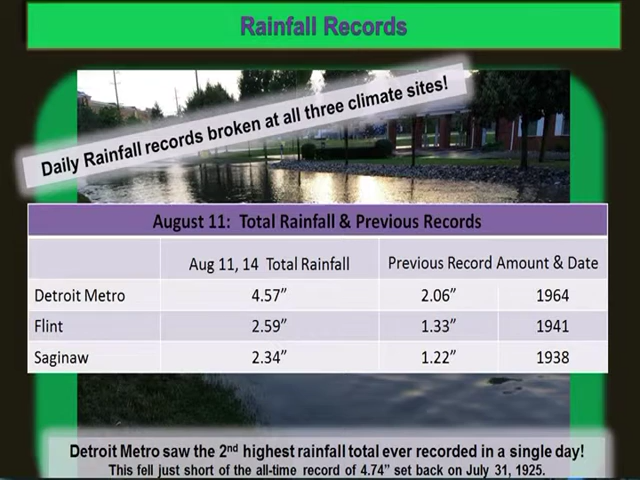 Rainfall Records
Daily Rainfall records broken at all three climate sites!
August 11: Total Rainfall & Previous Records
Aug 11, 14 Total Rainfall Previous Record Amount & Date
Detroit Metro 4.57” 2.06” 1964
Flint 2.59” 1.33” 1941
Saginaw 2.34” 1.22” 1938
Detroit Metro saw the 2nd highest rainfall total ever recorded in a single day!
This fell just short of the all-time record of 4.74” set back on July 31, 1925.